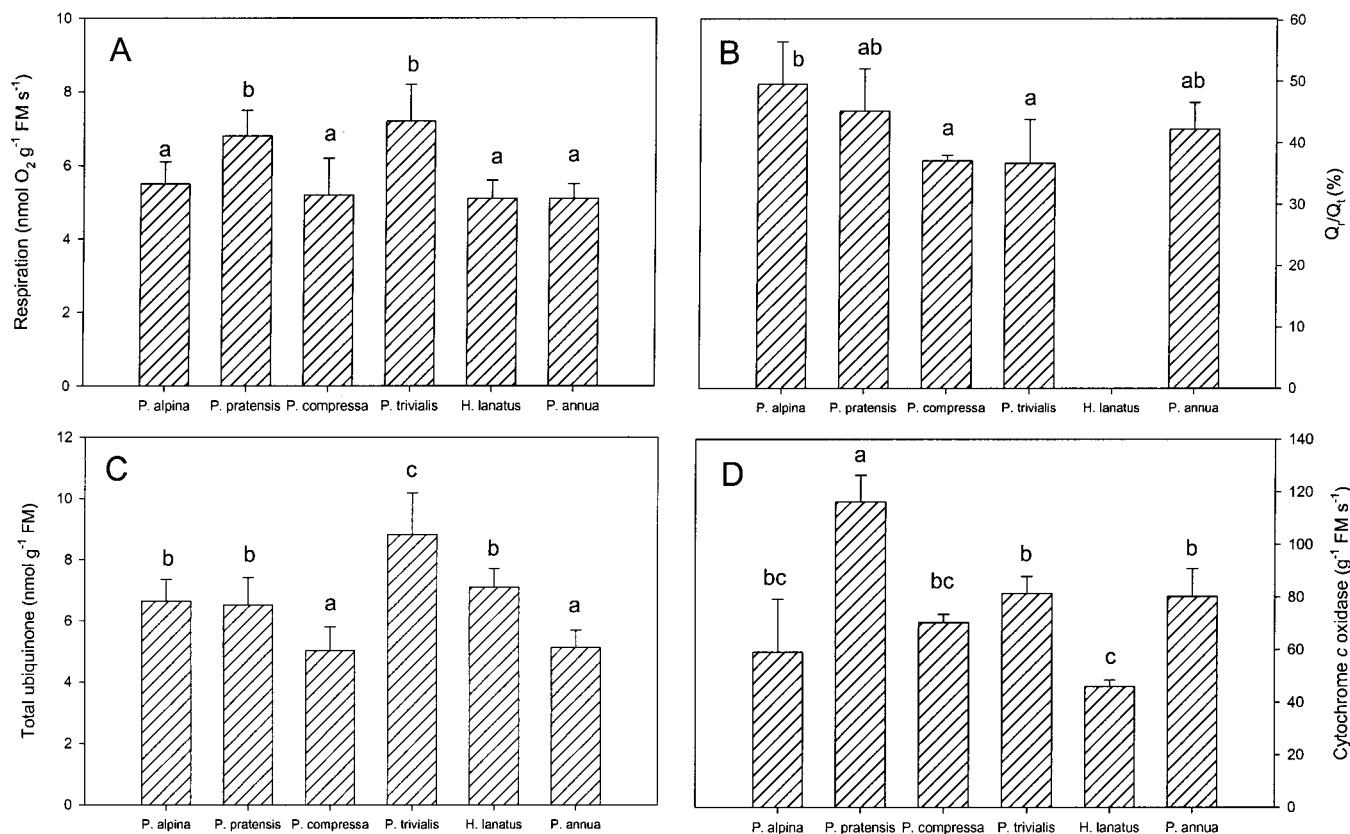 A
Respiration (nmol O2 g-1 FM s-1)
10
8
6
4
2
0
a
b
a
b
a
a
P. alpina P. pratensis P. compressa P. trivialis H. lanatus P. annua
B
Qr/Qt (%)
60
50
40
30
20
10
0
b
ab
a
a
ab
P. alpina P. pratensis P. compressa P. trivialis H. lanatus P. annua
C
Total ubiquinone (nmol g-1 FM)
12
10
8
6
4
2
0
b
b
a
c
b
a
P. alpina P. pratensis P. compressa P. trivialis H. lanatus P. annua
D
Cytochrome c oxidase (g-1 FM s-1)
140
120
100
80
60
40
20
0
bc
a
bc
b
c
b
P. alpina P. pratensis P. compressa P. trivialis H. lanatus P. annua